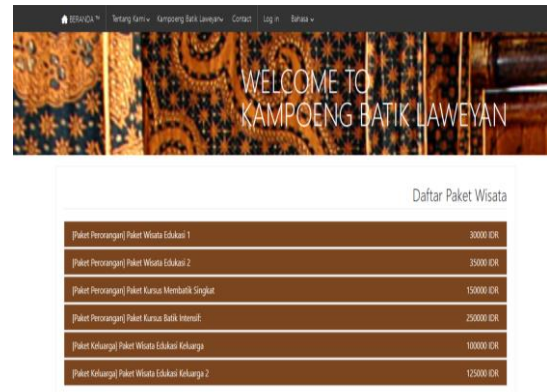 BERANDA ™ Tentang Kami Kampoeng Batik Laweyan Contact Log in Bahasa
WELCOME TO
KAMPOENG BATIK LAWEYAN
Daftar Paket Wisata
[Paket Perorangan] Paket Wisata Edukasi 1 30000 IDR
[Paket Perorangan] Paket Wisata Edukasi 2 35000 IDR
[Paket Perorangan] Paket Kursus Membatik Singkat 150000 IDR
[Paket Perorangan] Paket Kursus Batik Intensif: 250000 IDR
[Paket Keluarga] Paket Wisata Edukasi Keluarga 100000 IDR
[Paket Keluarga] Paket Wisata Edukasi Keluarga 2 125000 IDR